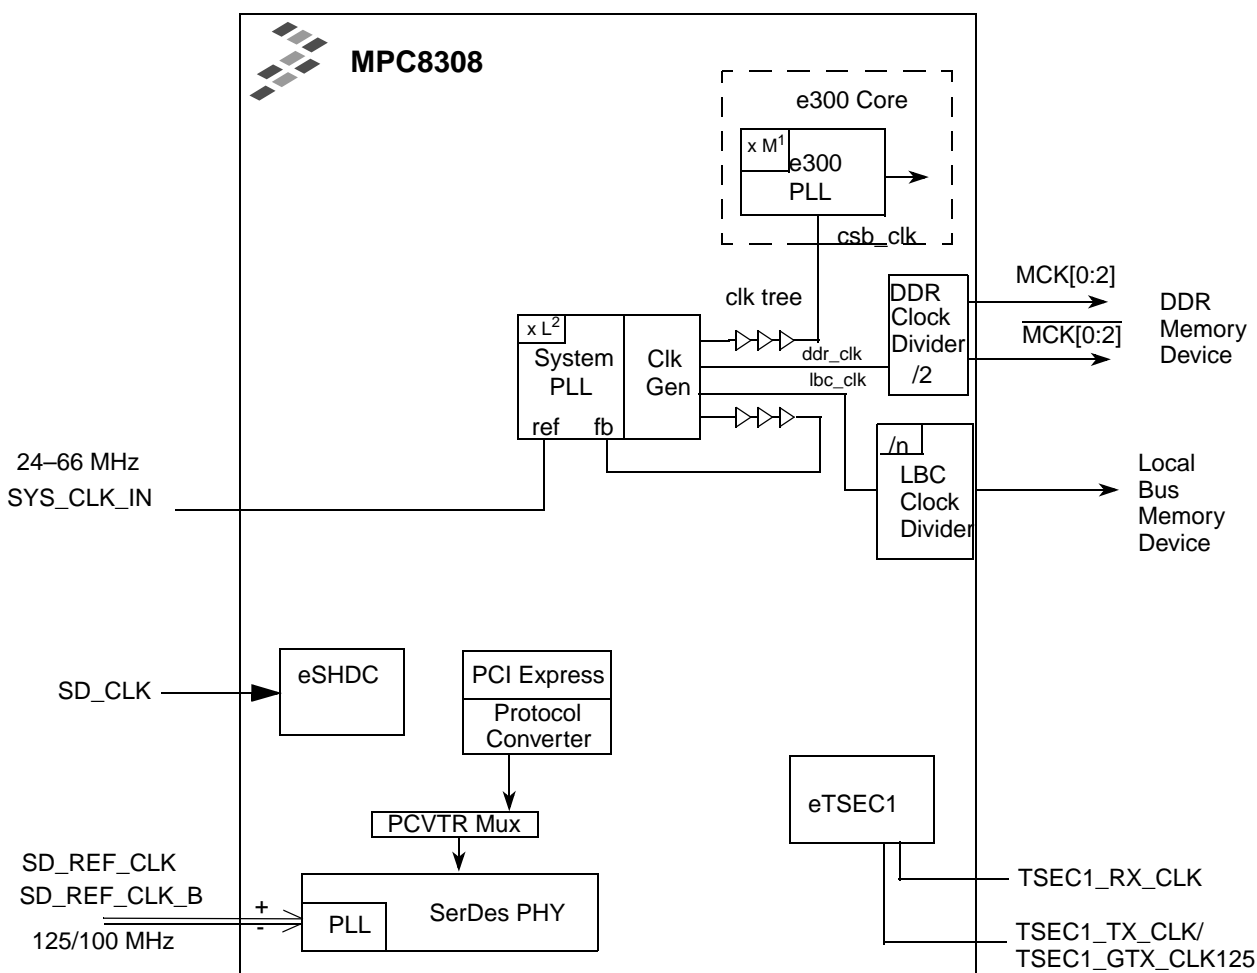 MPC8308
e300 Core
x M¹
e300
PLL
csb_clk
clk tree
MCK[0:2]
MCK[0:2]
DDR
Memory
Device
DDR
Clock
Divider
/2
x L²
System
PLL
ref fb
Clk
Gen
ddr_clk
lbc_clk
24–66 MHz
SYS_CLK_IN
/n
LBC
Clock
Divider
Local
Bus
Memory
Device
SD_CLK
eSHDC
PCI Express
Protocol
Converter
PCVTR Mux
eTSEC1
SD_REF_CLK
SD_REF_CLK_B
125/100 MHz
+
-
PLL
SerDes PHY
TSEC1_RX_CLK
TSEC1_TX_CLK/
TSEC1_GTX_CLK125